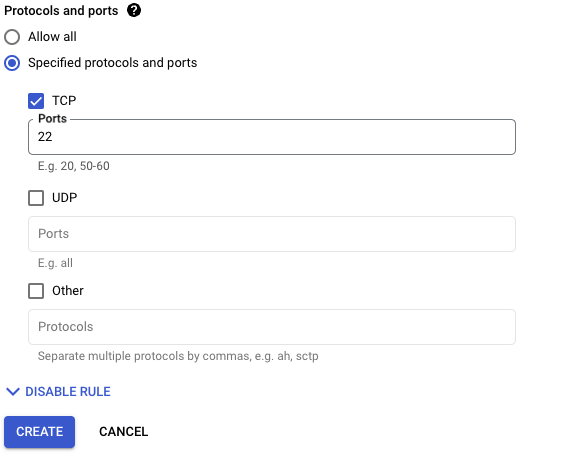 Protocols and ports ?
Allow all
Specified protocols and ports
TCP
Ports
22
E.g. 20, 50-60
UDP
Ports
E.g. all
Other
Protocols
Separate multiple protocols by commas, e.g. ah, sctp
DISABLE RULE
CREATE CANCEL